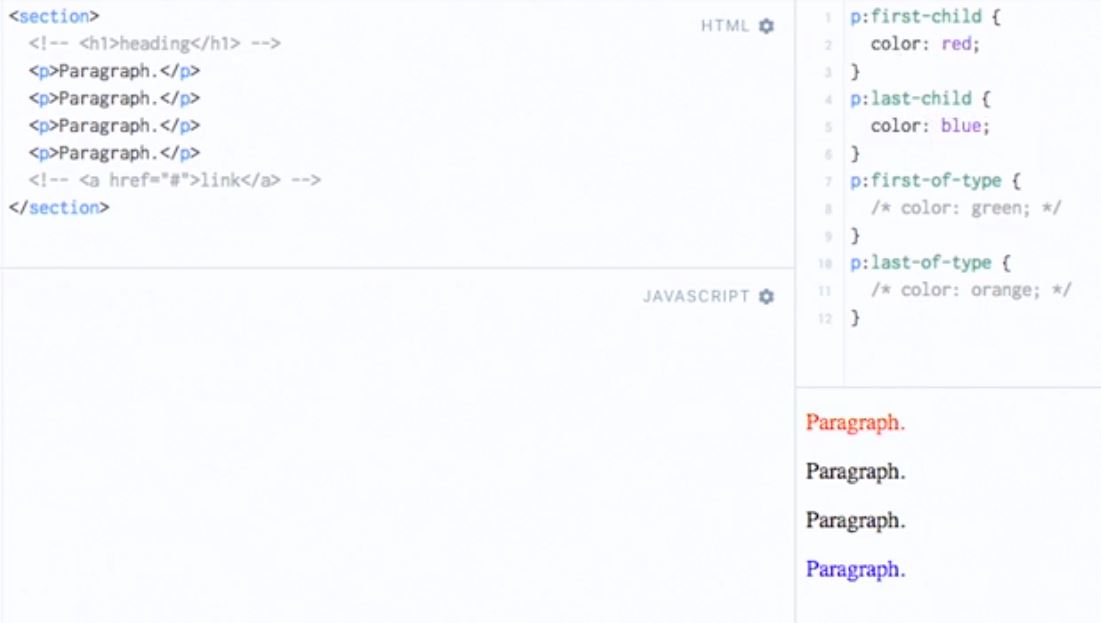 <section>
  <!-- <h1>heading</h1> -->
  <p>Paragraph.</p>
  <p>Paragraph.</p>
  <p>Paragraph.</p>
  <p>Paragraph.</p>
  <!-- <a href="#">link</a> -->
</section>
HTML
JAVASCRIPT
1 p:first-child {
2   color: red;
3 }
4 p:last-child {
5   color: blue;
6 }
7 p:first-of-type {
8   /* color: green; */
9 }
10 p:last-of-type {
11   /* color: orange; */
12 }
Paragraph.
Paragraph.
Paragraph.
Paragraph.